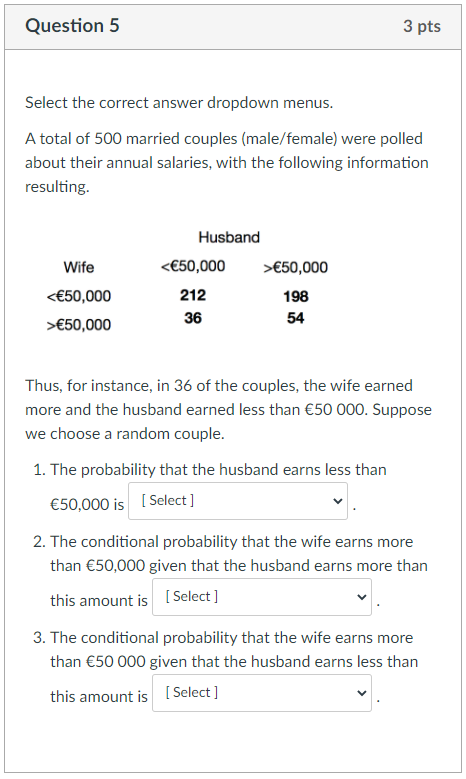 Question 5 3 pts
Select the correct answer dropdown menus.
A total of 500 married couples (male/female) were polled
about their annual salaries, with the following information
resulting.
Husband
Wife <€50,000 >€50,000
<€50,000 212 198
>€50,000 36 54
Thus, for instance, in 36 of the couples, the wife earned
more and the husband earned less than €50 000. Suppose
we choose a random couple.
1. The probability that the husband earns less than
€50,000 is [ Select ] .
2. The conditional probability that the wife earns more
than €50,000 given that the husband earns more than
this amount is [ Select ] .
3. The conditional probability that the wife earns more
than €50 000 given that the husband earns less than
this amount is [ Select ] .